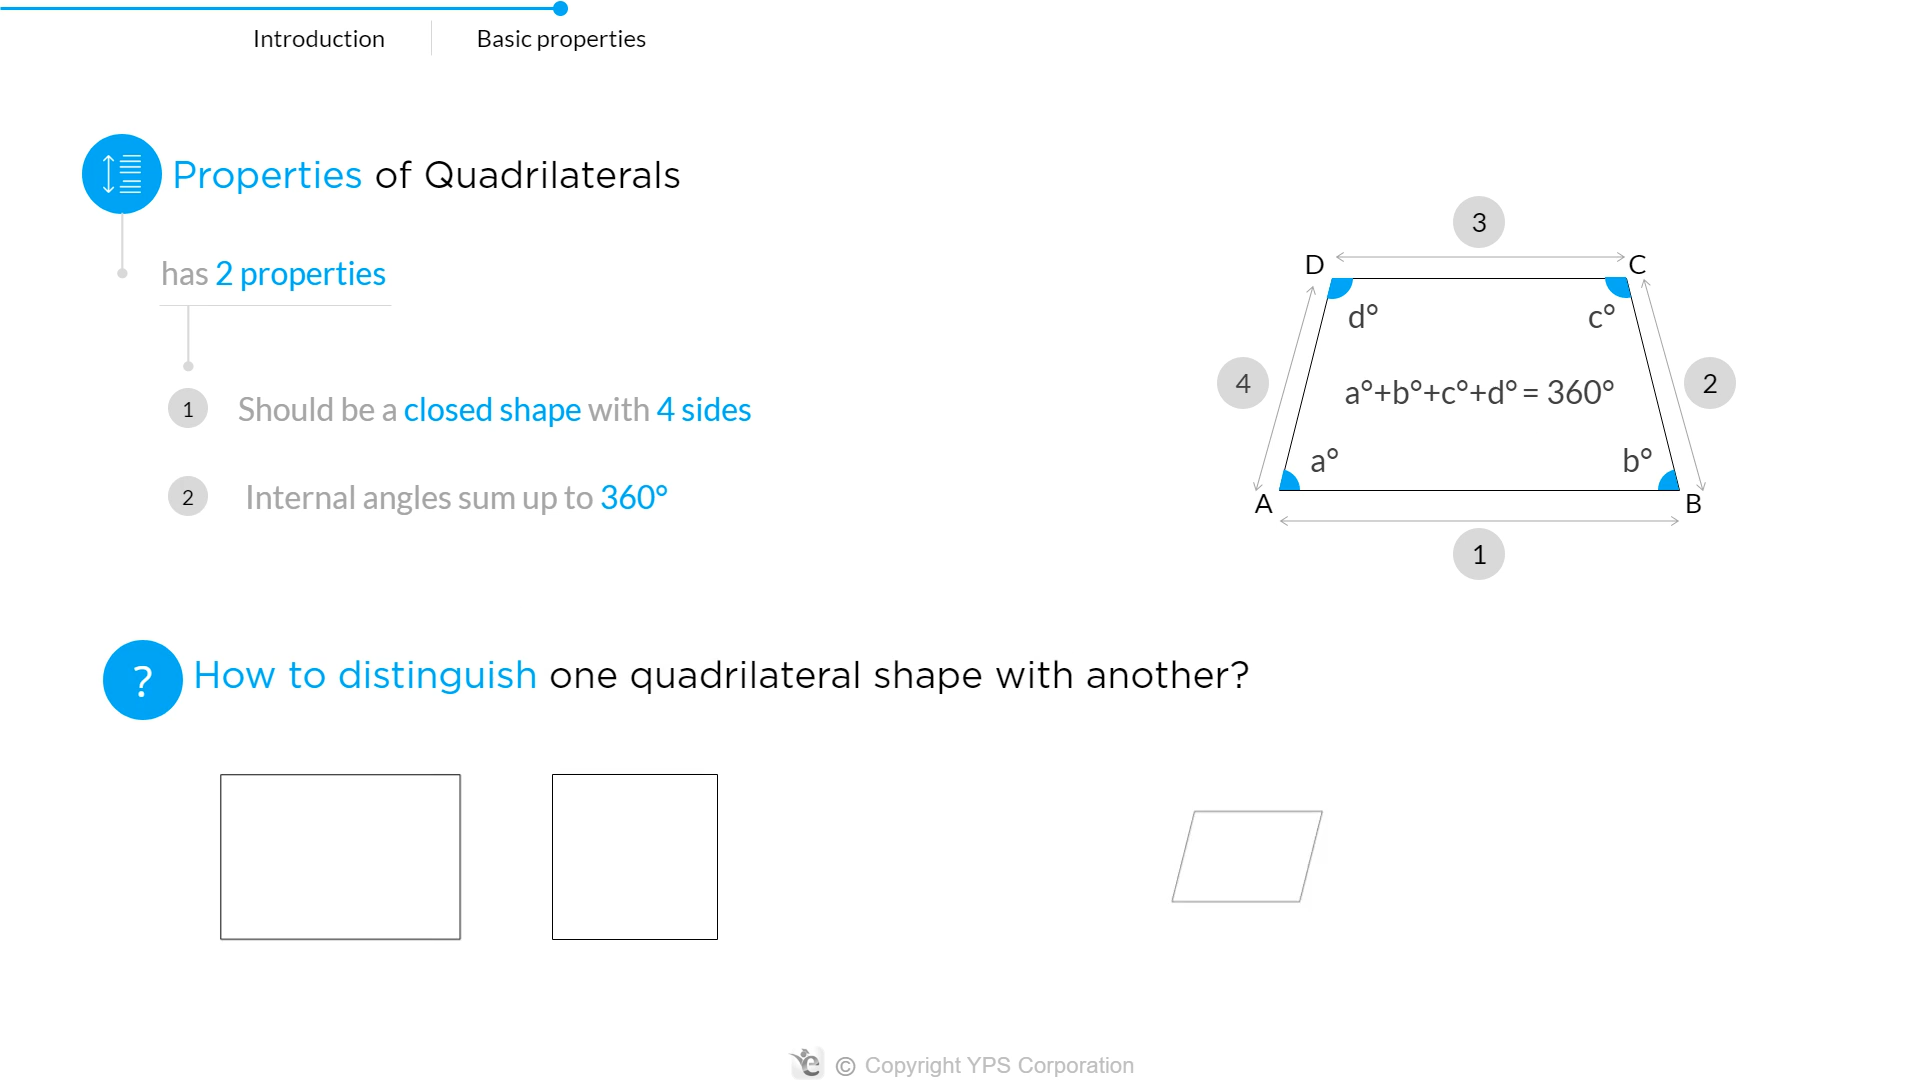 Introduction
Basic properties
Properties of Quadrilaterals
has 2 properties
1 Should be a closed shape with 4 sides
2 Internal angles sum up to 360°
3
D
C
d°
c°
4
a°+b°+c°+d° = 360°
2
a°
b°
A
B
1
? How to distinguish one quadrilateral shape with another?
e © Copyright YPS Corporation